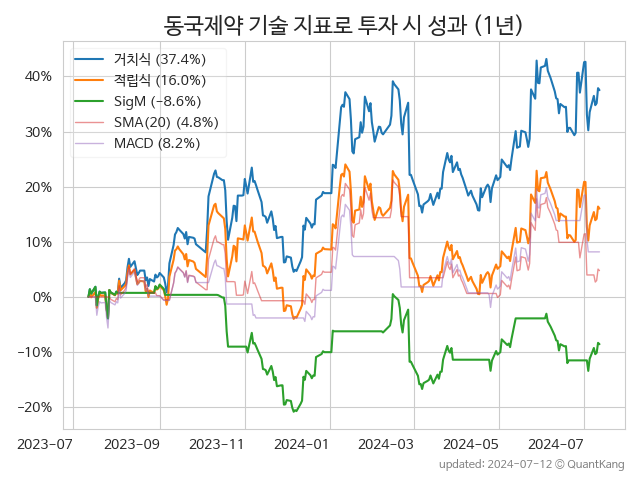 동국제약 기술 지표로 투자 시 성과 (1년)
거치식 (37.4%)
적립식 (16.0%)
SigM (−8.6%)
SMA(20) (4.8%)
MACD (8.2%)
40%
30%
20%
10%
0%
−10%
−20%
2023-07 2023-09 2023-11 2024-01 2024-03 2024-05 2024-07
updated: 2024-07-12 © QuantKang